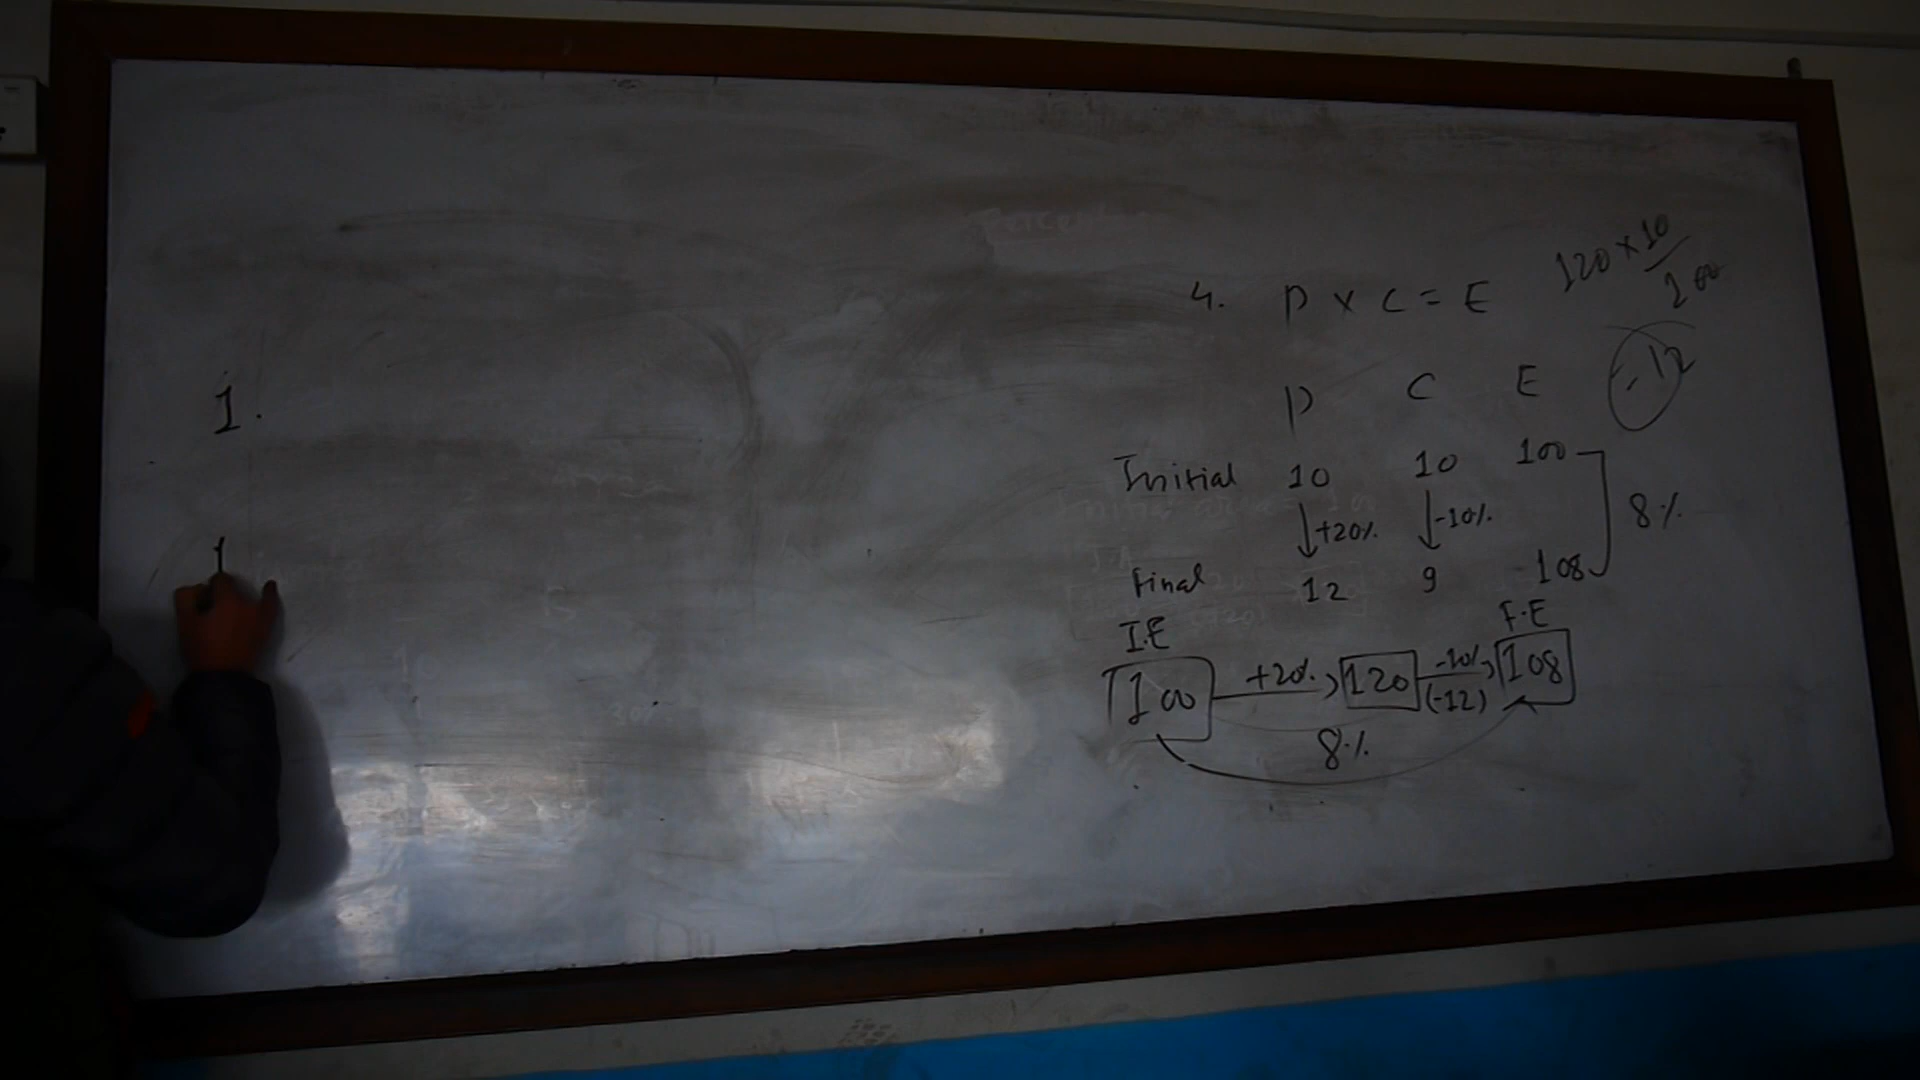 1.
1
4. P x C = E
120 x 10
100
- 12
P C E
Initial 10 10 100
+20% -10% 8%
Final 12 9 108
I.E F.E
100 +20% 120 -10% 108
(-12)
8%